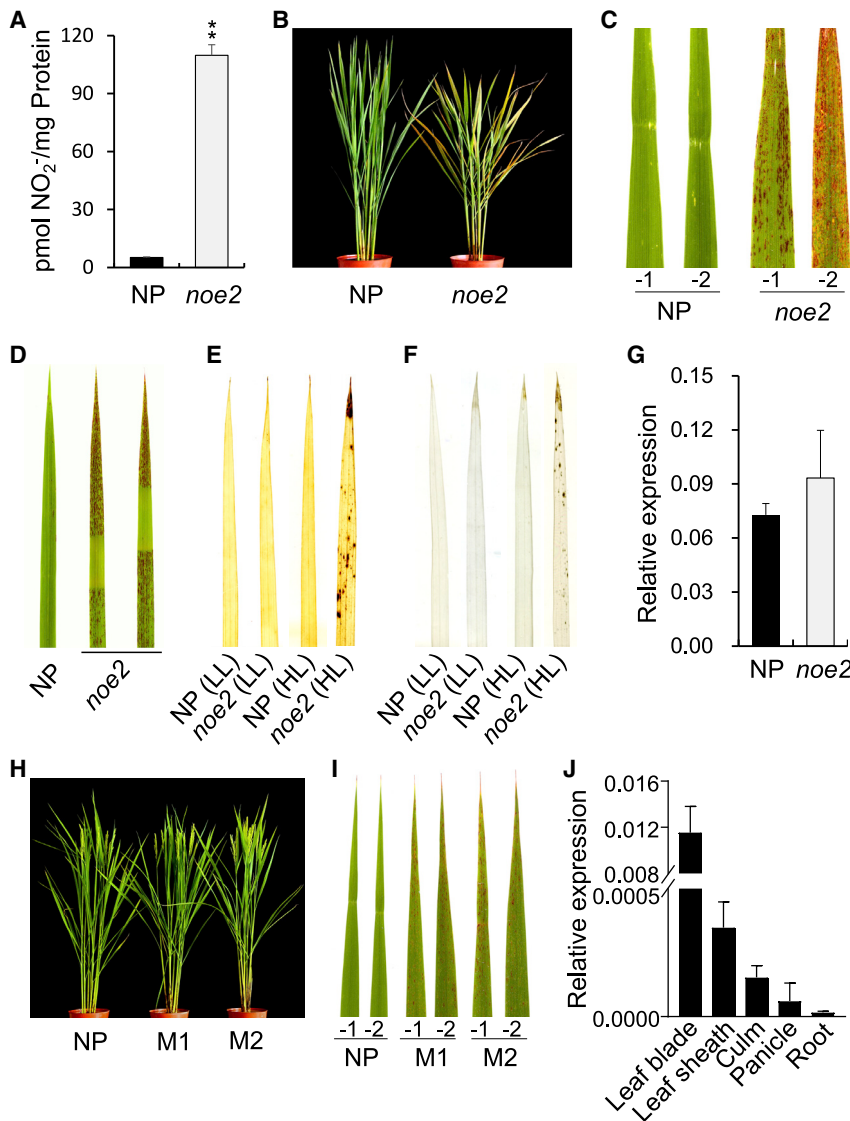 A
B
C
pmol NO₂⁻/mg Protein
120
90
60
30
0
**
NP
noe2
NP
noe2
-1
-2
-1
-2
NP
noe2
D
E
F
G
NP
noe2
NP (LL)
noe2 (LL)
NP (HL)
noe2 (HL)
NP (LL)
noe2 (LL)
NP (HL)
noe2 (HL)
Relative expression
0.15
0.12
0.09
0.06
0.03
0.00
NP
noe2
H
I
J
NP
M1
M2
-1
-2
-1
-2
-1
-2
NP
M1
M2
Relative expression
0.016
0.012
0.008
0.0005
0.0000
Leaf blade
Leaf sheath
Culm
Panicle
Root